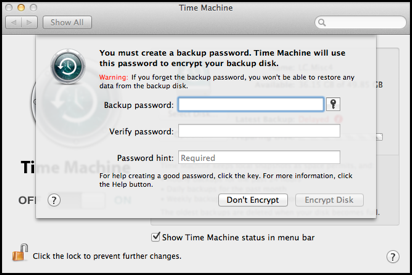 Time Machine
Show All
You must create a backup password. Time Machine will use
this password to encrypt your backup disk.
Warning: If you forget the backup password, you won't be able to restore any
data from the backup disk.
Backup password:
Verify password:
Password hint: Required
For help creating a good password, click the key. For more information, click
the Help button.
? Don't Encrypt Encrypt Disk
Time Machine
OFF ON
Show Time Machine status in menu bar
Click the lock to prevent further changes. ?